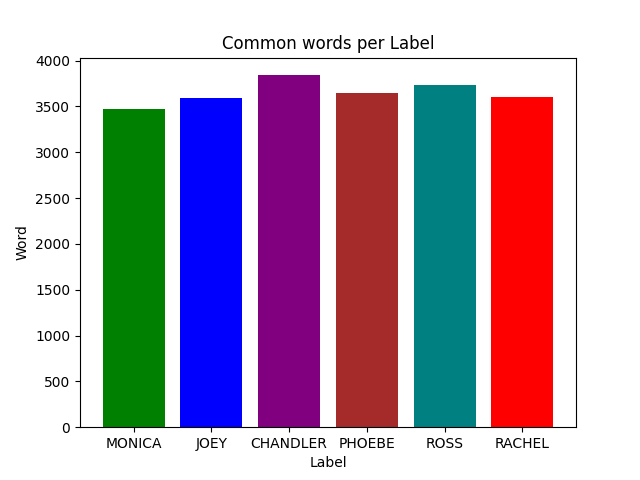 Common words per Label
4000
3500
3000
2500
2000
1500
1000
500
0
Word
MONICA JOEY CHANDLER PHOEBE ROSS RACHEL
Label